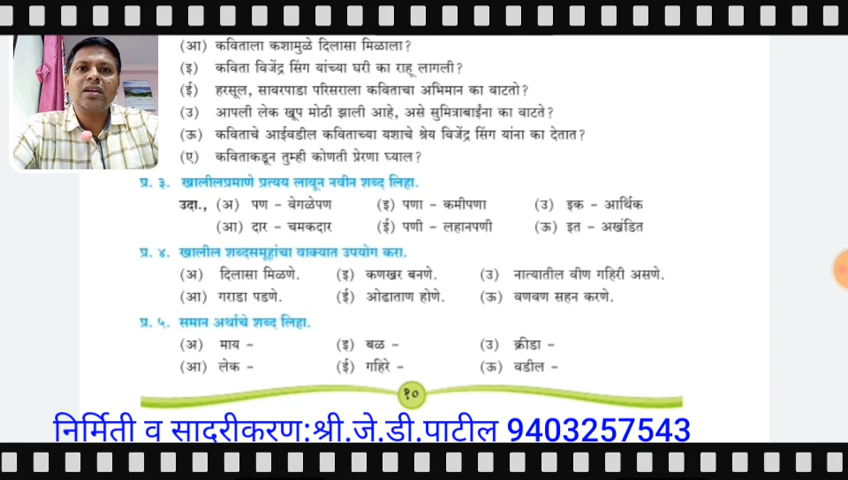 (आ) कविताला कशामुळे दिलासा मिळाला?
(इ) कविता विजेंद्र सिंग यांच्या घरी का राहू लागली?
(ई) हरसूल, सावरपाडा परिसराला कविताचा अभिमान का वाटतो?
(उ) आपली लेक खूप मोठी झाली आहे, असे सुमित्राबाईंना का वाटते?
(ऊ) कविताचे आईवडील कविताच्या यशाचे श्रेय विजेंद्र सिंग यांना का देतात?
(ए) कविताकडून तुम्ही कोणती प्रेरणा घ्याल?
प्र. ३. खालीलप्रमाणे प्रत्यय लावून नवीन शब्द लिहा.
उदा., (अ) पण - वेगळेपण (इ) पणा - कमीपणा (उ) इक - आर्थिक
(आ) दार - चमकदार (ई) पणी - लहानपणी (ऊ) इत - अखंडित
प्र. ४. खालील शब्दसमूहांचा वाक्यात उपयोग करा.
(अ) दिलासा मिळणे. (इ) कणखर बनणे. (उ) नात्यातील वीण गहिरी असणे.
(आ) गराडा पडणे. (ई) ओढाताण होणे. (ऊ) वणवण सहन करणे.
प्र. ५. समान अर्थाचे शब्द लिहा.
(अ) माय - (इ) बळ - (उ) क्रीडा -
(आ) लेक - (ई) गहिरे - (ऊ) वडील -
१०
निर्मिती व सादरीकरण:श्री.जे.डी.पाटील 9403257543